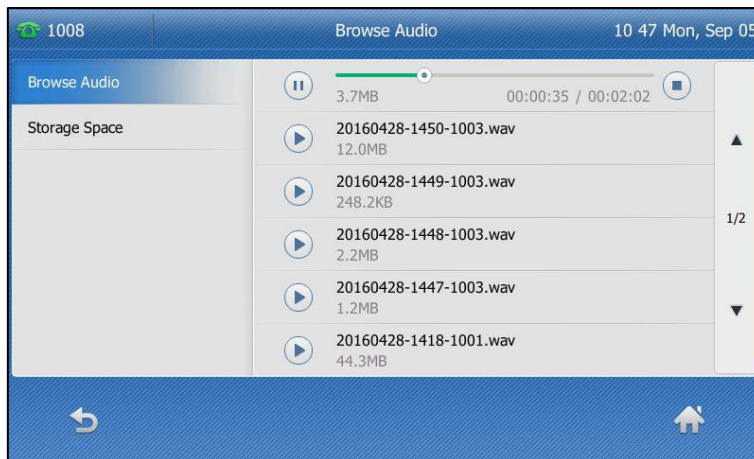 1008
Browse Audio
10 47 Mon, Sep 05
Browse Audio
Storage Space
3.7MB 00:00:35 / 00:02:02
20160428-1450-1003.wav
12.0MB
20160428-1449-1003.wav
248.2KB
20160428-1448-1003.wav
2.2MB
20160428-1447-1003.wav
1.2MB
20160428-1418-1001.wav
44.3MB
1/2